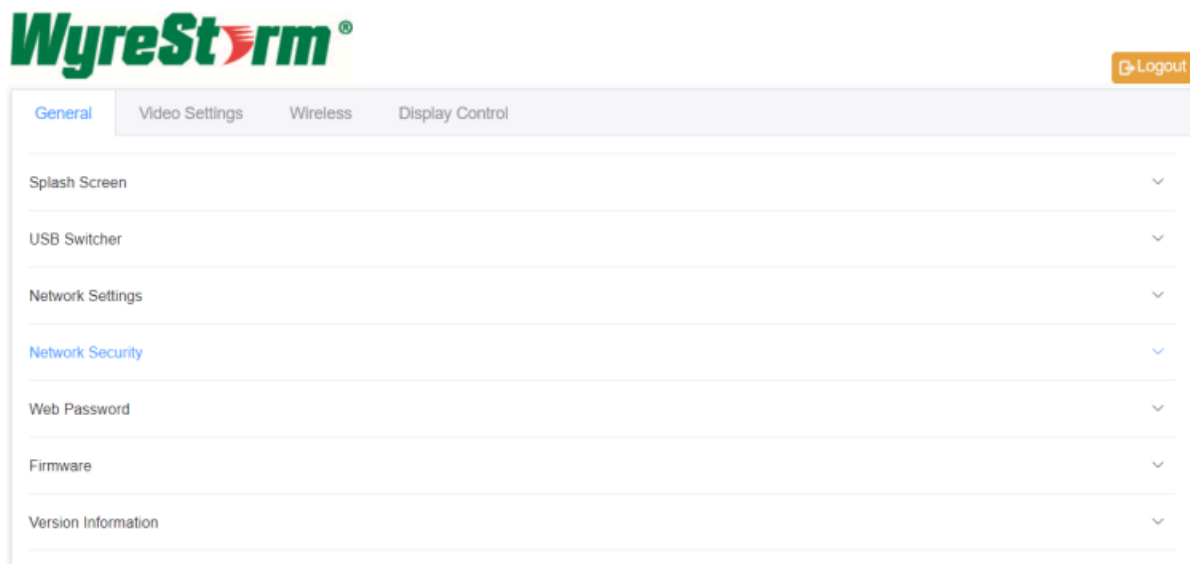 WyreStorm®
Logout
General Video Settings Wireless Display Control
Splash Screen
USB Switcher
Network Settings
Network Security
Web Password
Firmware
Version Information